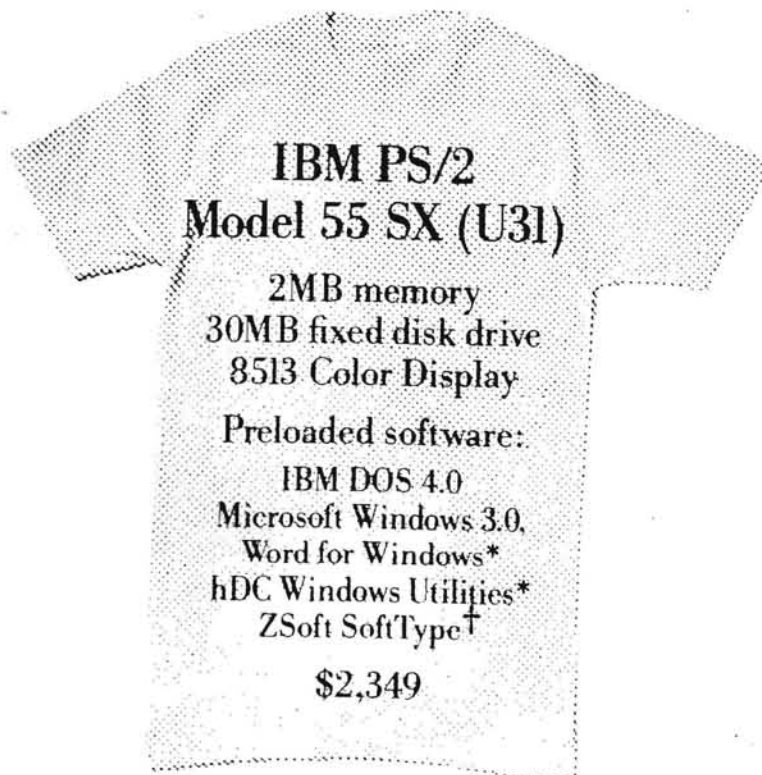 IBM PS/2
Model 55 SX (U31)
2MB memory
30MB fixed disk drive
8513 Color Display
Preloaded software:
IBM DOS 4.0
Microsoft Windows 3.0,
Word for Windows*
hDC Windows Utilities*
ZSoft SoftType†
$2,349